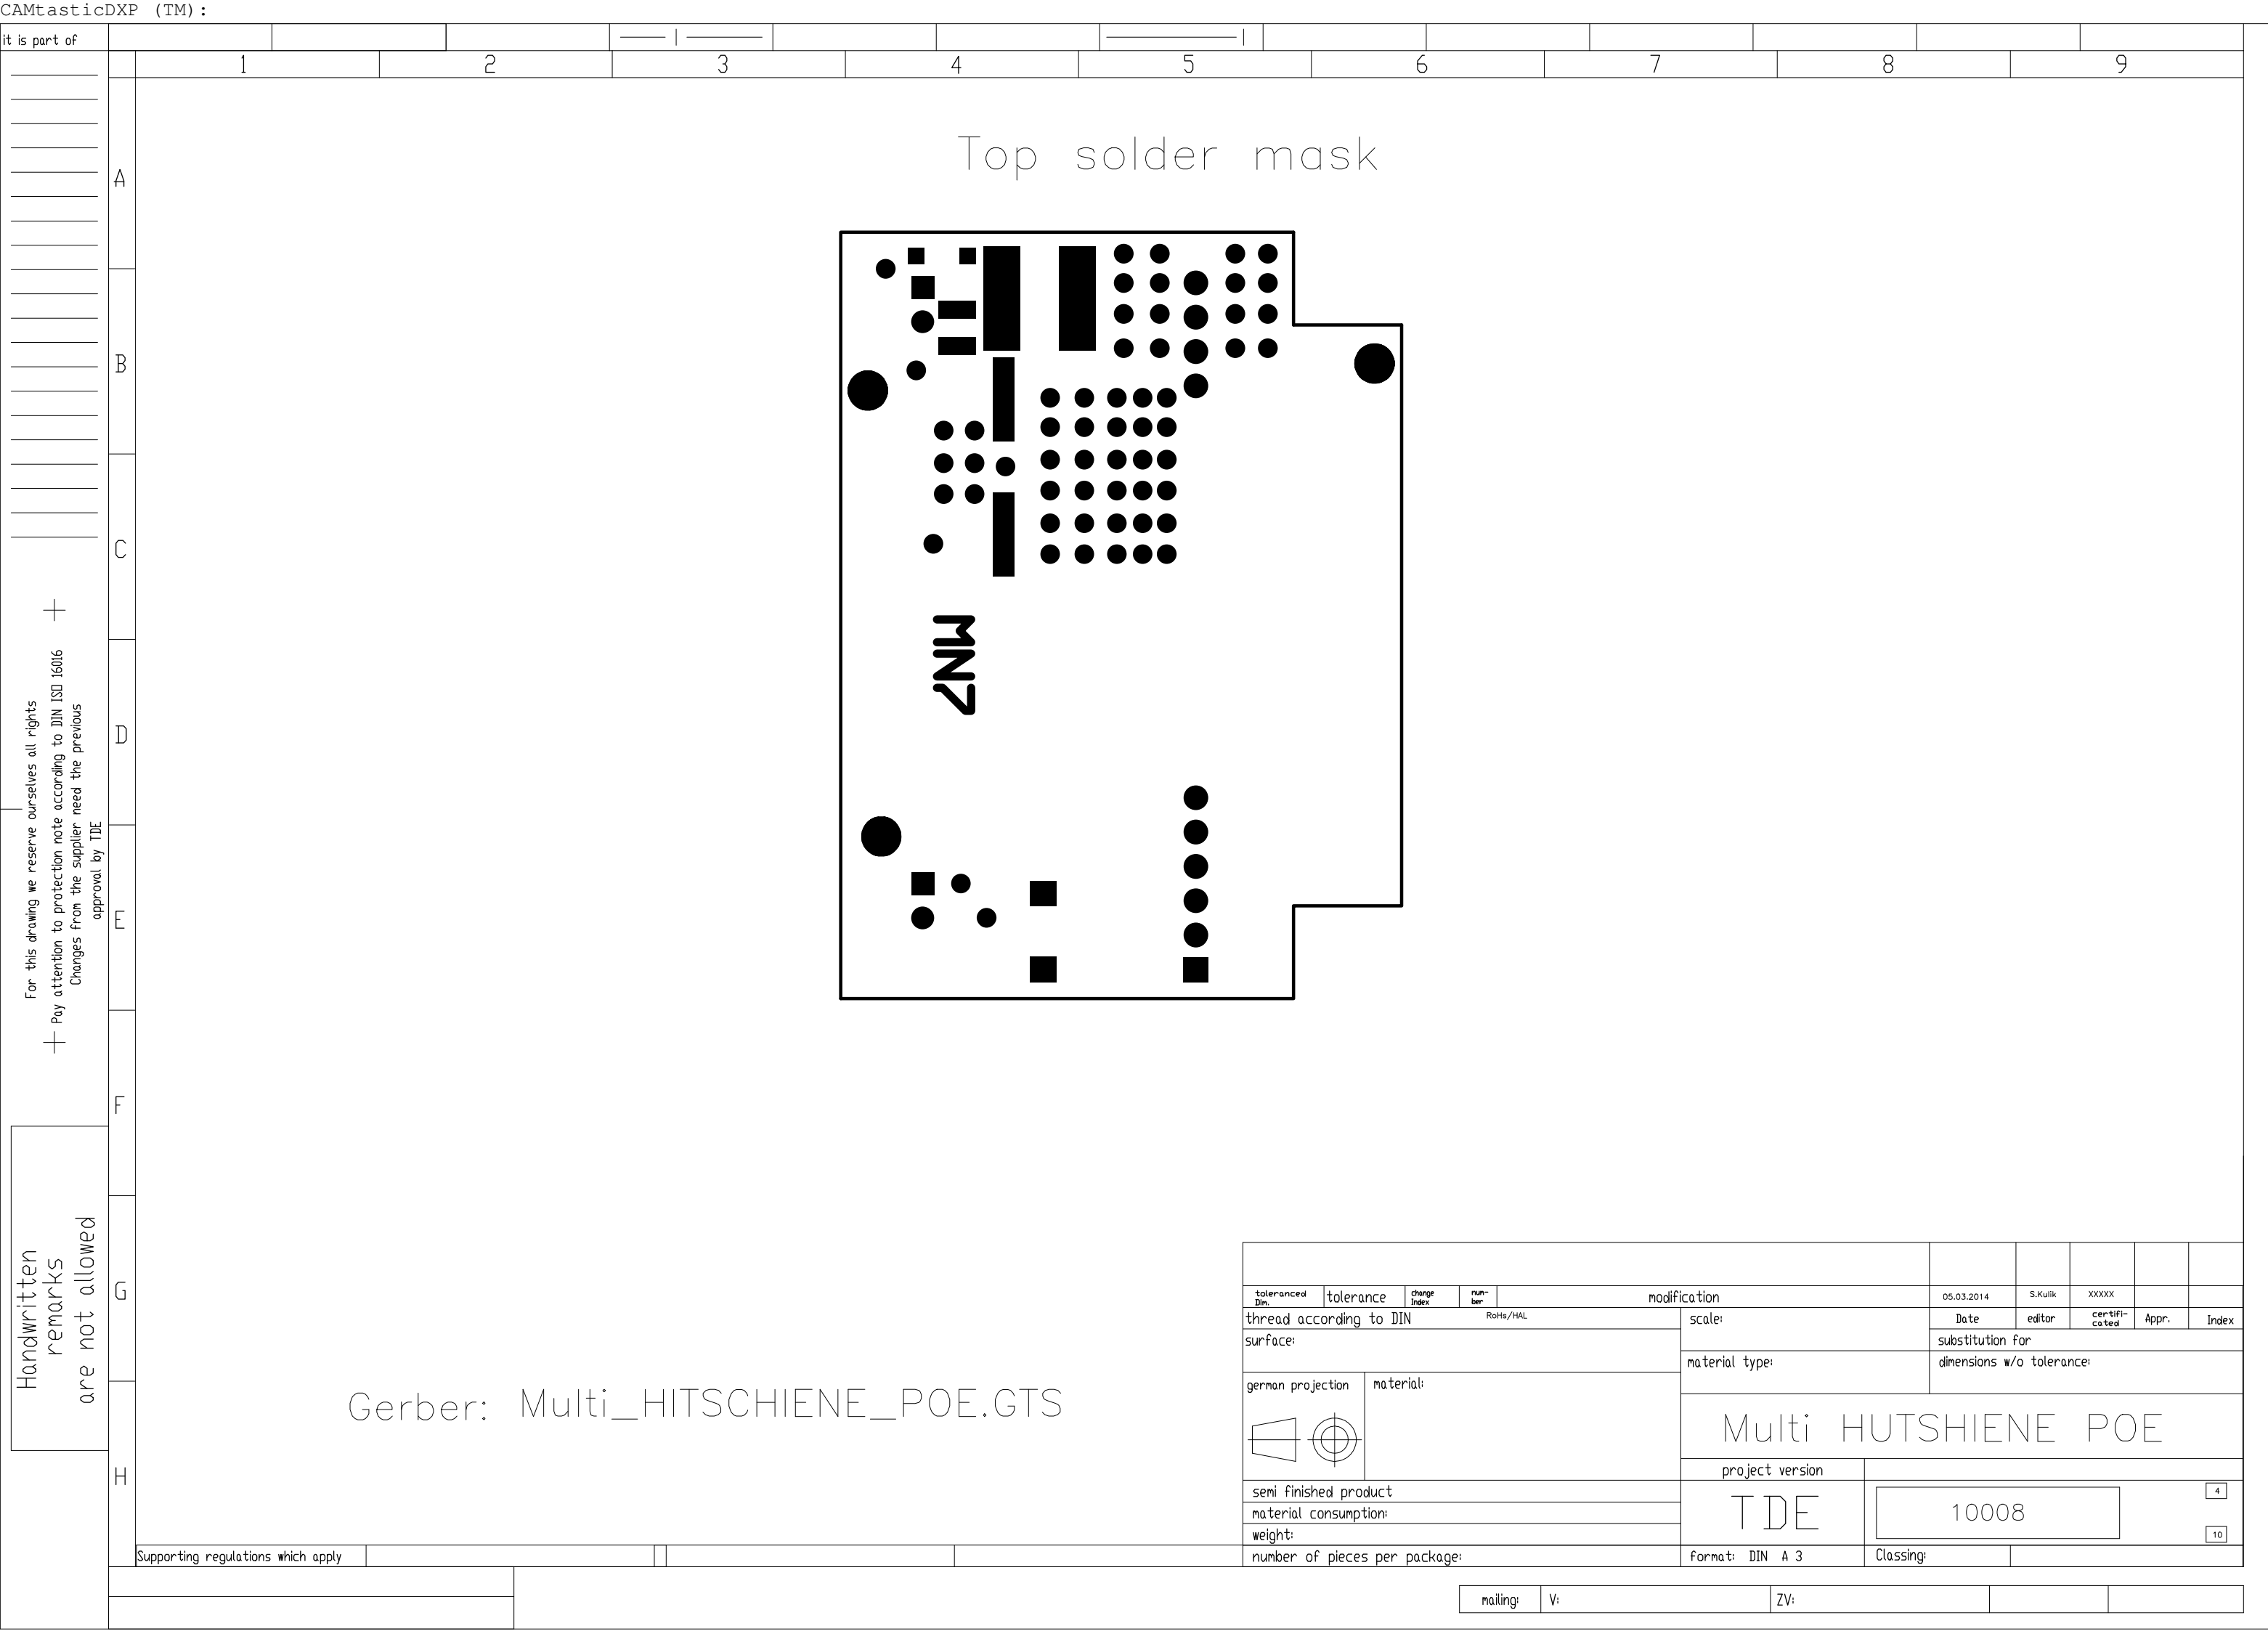 CAMtasticDXP (TM):
it is part of
1 2 3 4 5 6 7 8 9
Top solder mask
A
B
C
D
E
F
G
H
MN7
For this drawing we reserve ourselves all rights
Pay attention to protection note according to DIN ISO 16016
Changes from the supplier need the previous
approval by TDE
Handwritten
remarks
are not allowed
Gerber: Multi_HITSCHIENE_POE.GTS
toleranced
Dim.
tolerance
change
Index
num-
ber
modification
05.03.2014 S.Kulik XXXXX
thread according to DIN
RoHs/HAL
scale:
Date
editor
certifi-
cated
Appr.
Index
surface:
substitution for
material type:
dimensions w/o tolerance:
german projection
material:
Multi HUTSHIENE POE
project version
semi finished product
4
TDE
10008
material consumption:
weight:
10
Supporting regulations which apply
number of pieces per package:
format: DIN A 3
Classing:
mailing:
V:
ZV: